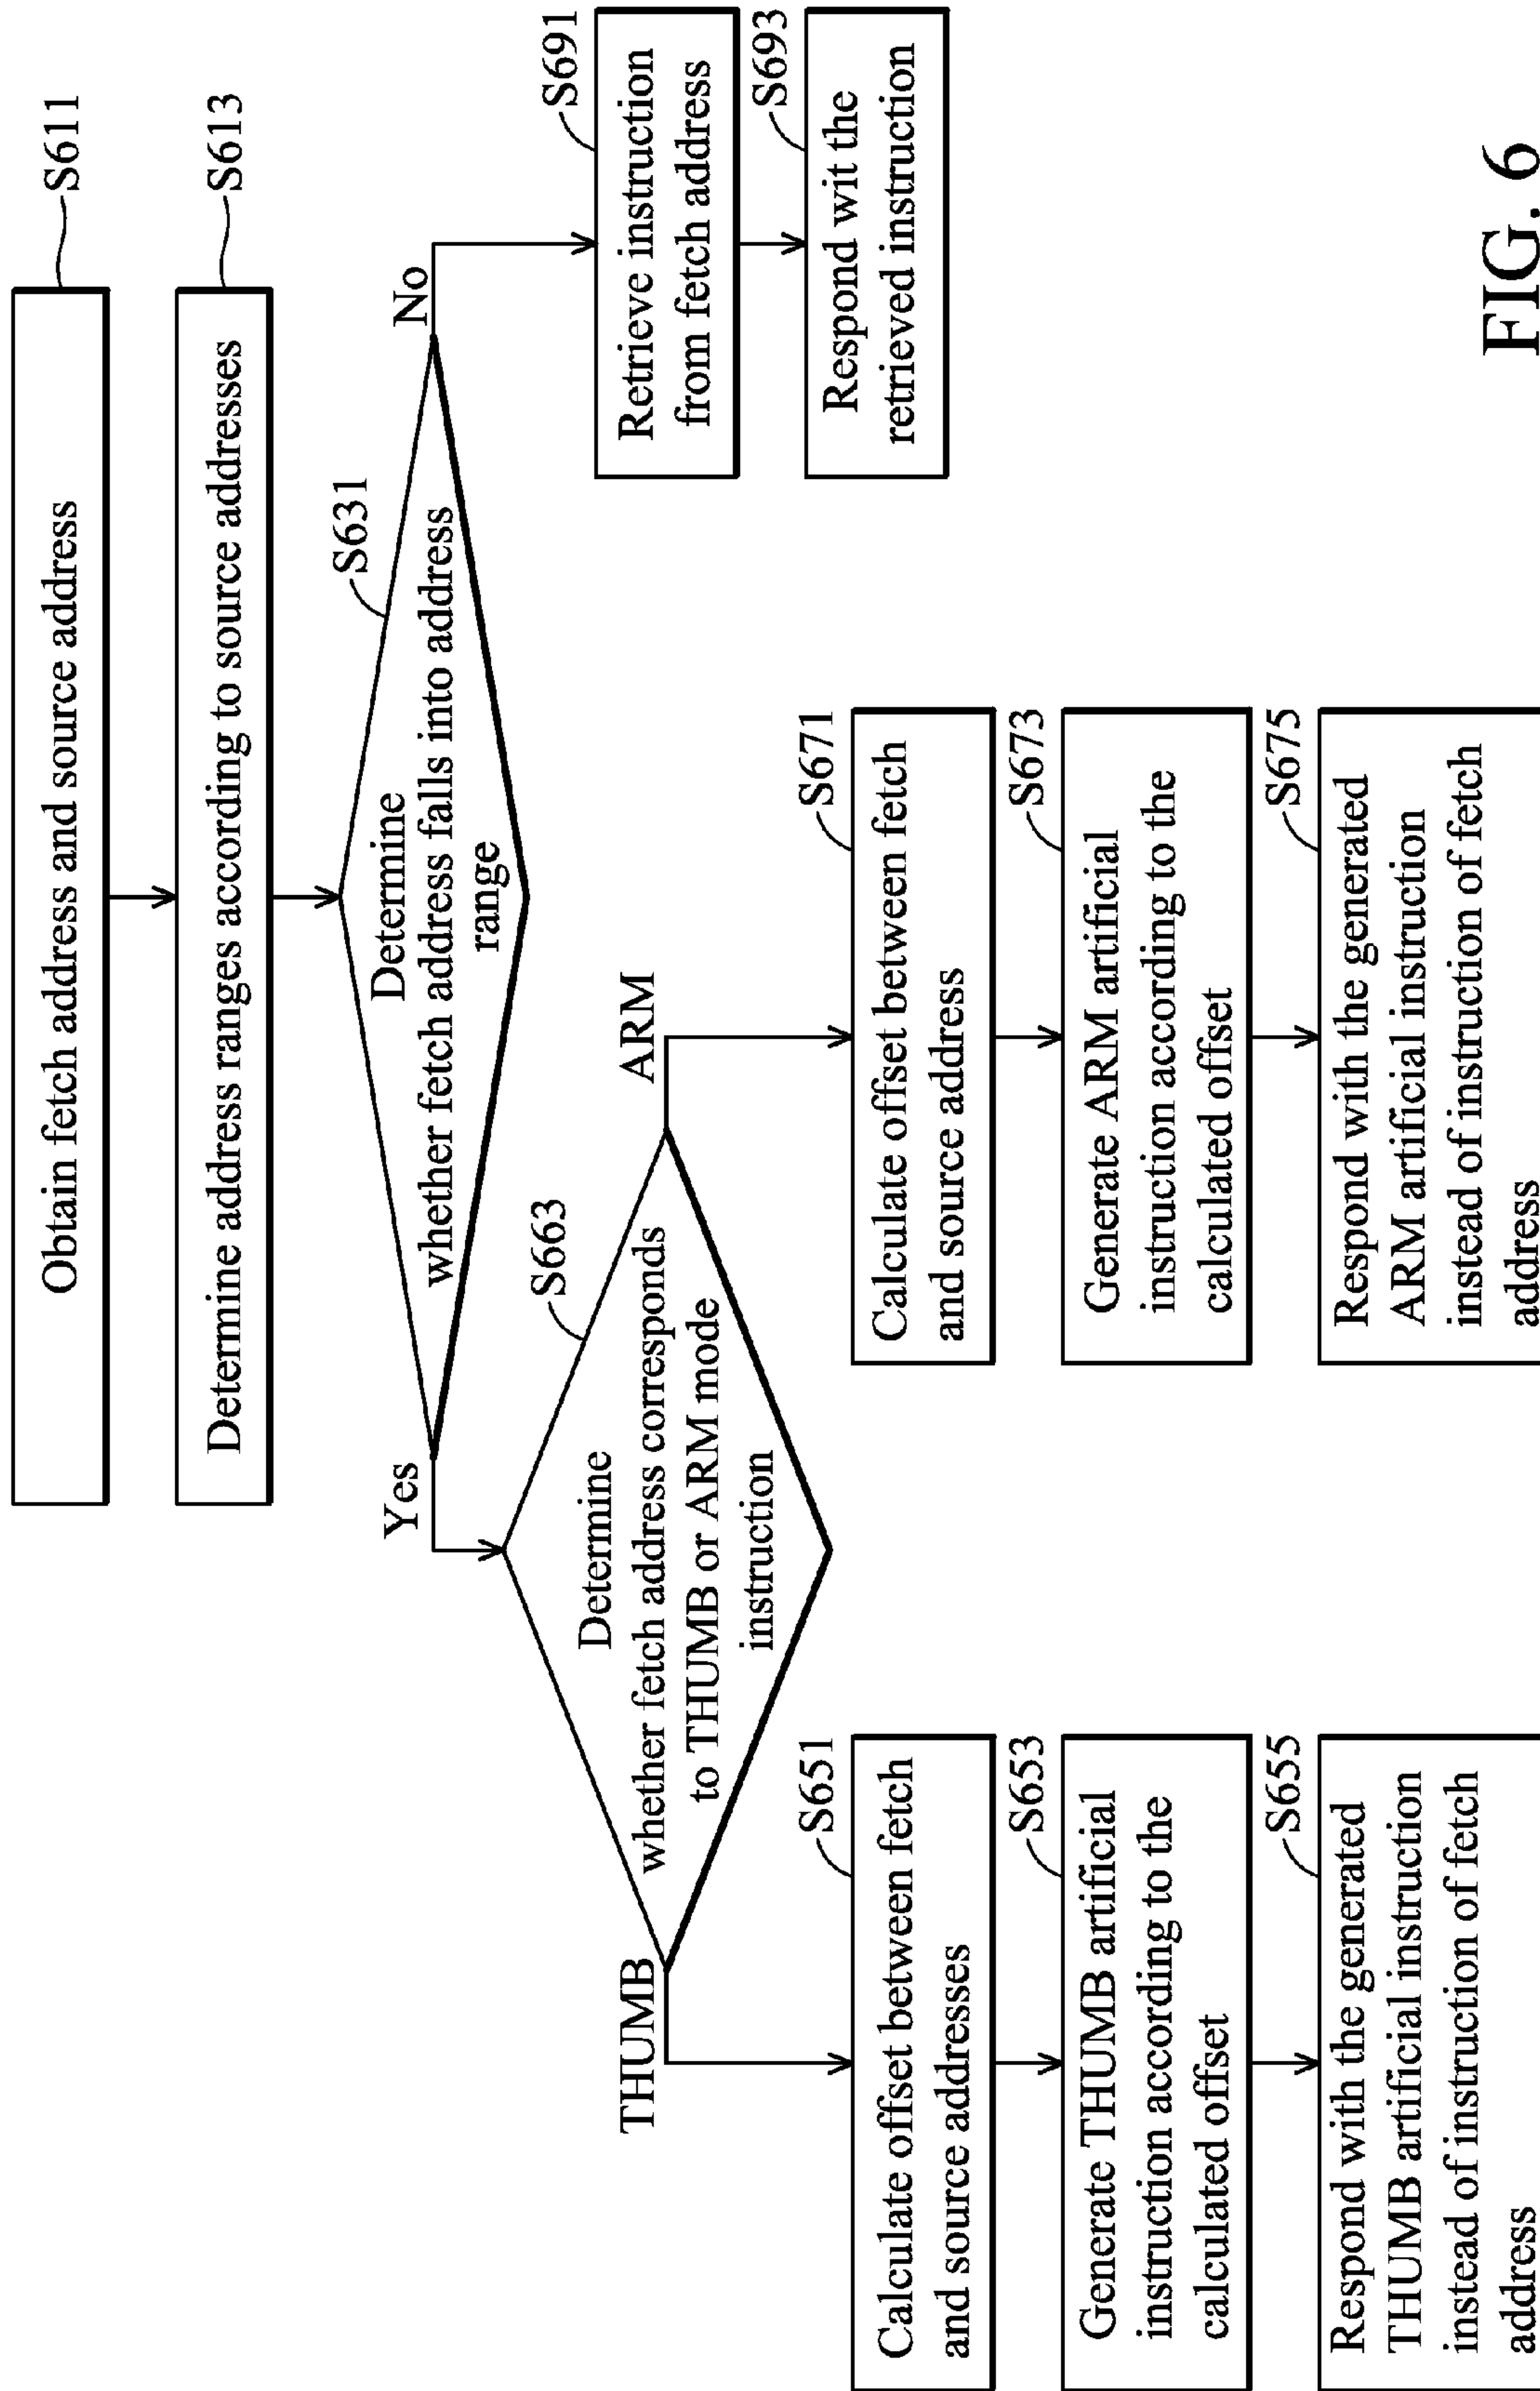 Obtain fetch address and source address
S611
Determine address ranges according to source addresses
S613
Determine
whether fetch address falls into address
range
S631
Yes
No
Determine
whether fetch address corresponds
to THUMB or ARM mode
instruction
S663
THUMB
ARM
Calculate offset between fetch
and source addresses
S651
Generate THUMB artificial
instruction according to the
calculated offset
S653
Respond with the generated
THUMB artificial instruction
instead of instruction of fetch
address
S655
Calculate offset between fetch
and source address
S671
Generate ARM artificial
instruction according to the
calculated offset
S673
Respond with the generated
ARM artificial instruction
instead of instruction of fetch
address
S675
Retrieve instruction
from fetch address
S691
Respond wit the
retrieved instruction
S693
FIG. 6